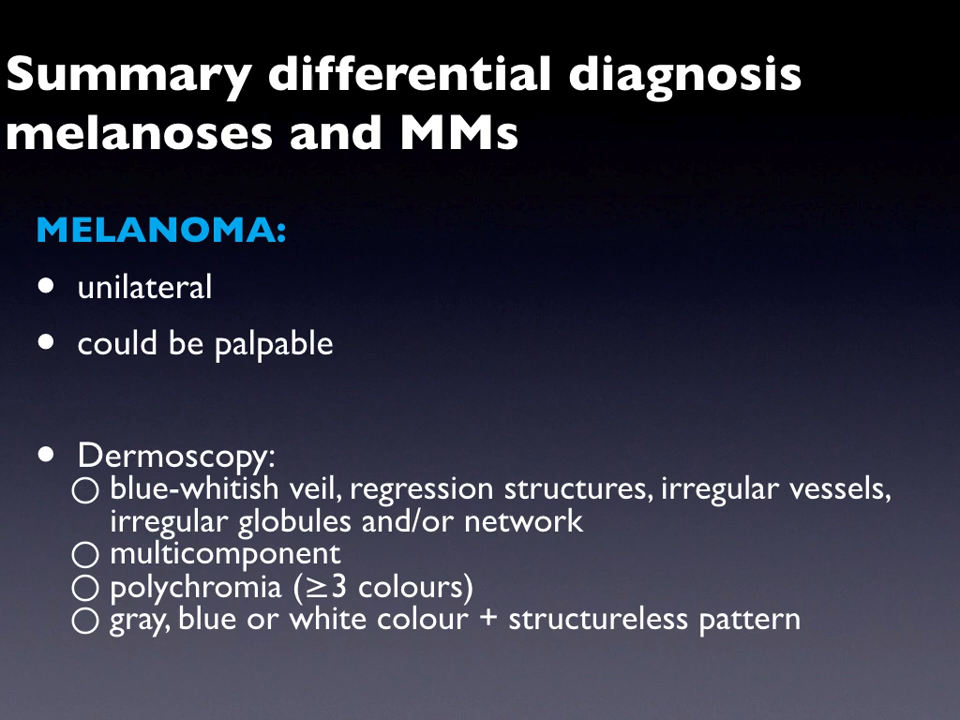 Summary differential diagnosis
melanoses and MMs
MELANOMA:
• unilateral
• could be palpable
• Dermoscopy:
○ blue-whitish veil, regression structures, irregular vessels,
irregular globules and/or network
○ multicomponent
○ polychromia (≥3 colours)
○ gray, blue or white colour + structureless pattern